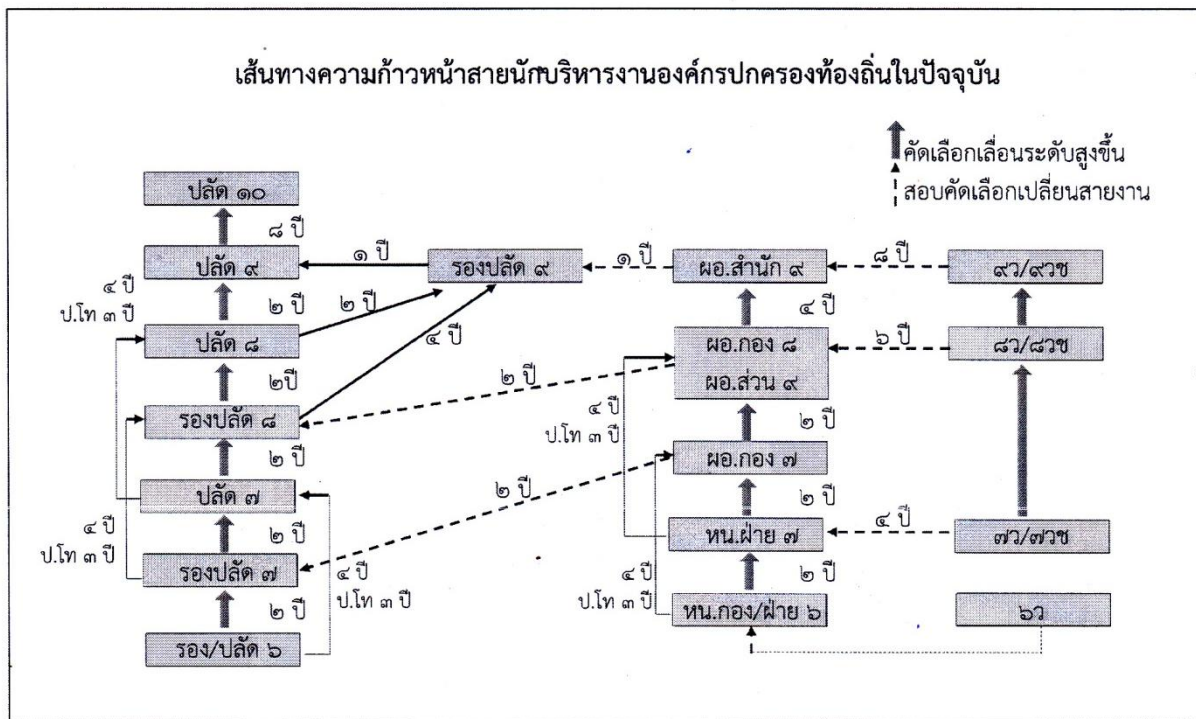 เส้นทางความก้าวหน้าสายนักบริหารงานองค์กรปกครองท้องถิ่นในปัจจุบัน
คัดเลือกเลื่อนระดับสูงขึ้น
สอบคัดเลือกเปลี่ยนสายงาน
ปลัด ๑๐
๘ ปี
ปลัด ๙
๑ ปี
รองปลัด ๙
๑ ปี
ผอ.สำนัก ๙
๘ ปี
๙ว/๙วช
๔ ปี
ป.โท ๓ ปี
๒ ปี
๒ ปี
๔ ปี
๔ ปี
ปลัด ๘
ผอ.กอง ๘
ผอ.ส่วน ๙
๖ ปี
๘ว/๘วช
๒ปี
๒ ปี
รองปลัด ๘
๔ ปี
ป.โท ๓ ปี
๒ ปี
๒ ปี
ผอ.กอง ๗
ปลัด ๗
๒ ปี
๒ ปี
๔ ปี
ป.โท ๓ ปี
๒ ปี
หน.ฝ่าย ๗
๔ ปี
๗ว/๗วช
รองปลัด ๗
๔ ปี
ป.โท ๓ ปี
๔ ปี
ป.โท ๓ ปี
๒ ปี
๒ ปี
หน.กอง/ฝ่าย ๖
๖ว
รอง/ปลัด ๖